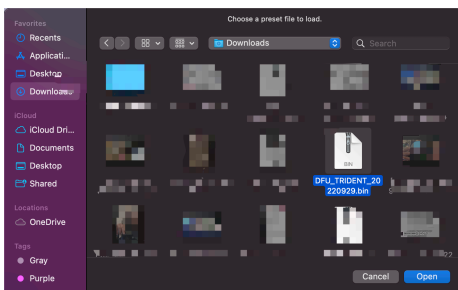 Choose a preset file to load.
Favorites
Recents
Applicati...
Desktop
Downloads
iCloud
iCloud Dri...
Documents
Desktop
Shared
Locations
OneDrive
Tags
Gray
Purple
Downloads
Search
BIN
DFU_TRIDENT_20
220929.bin
Cancel
Open